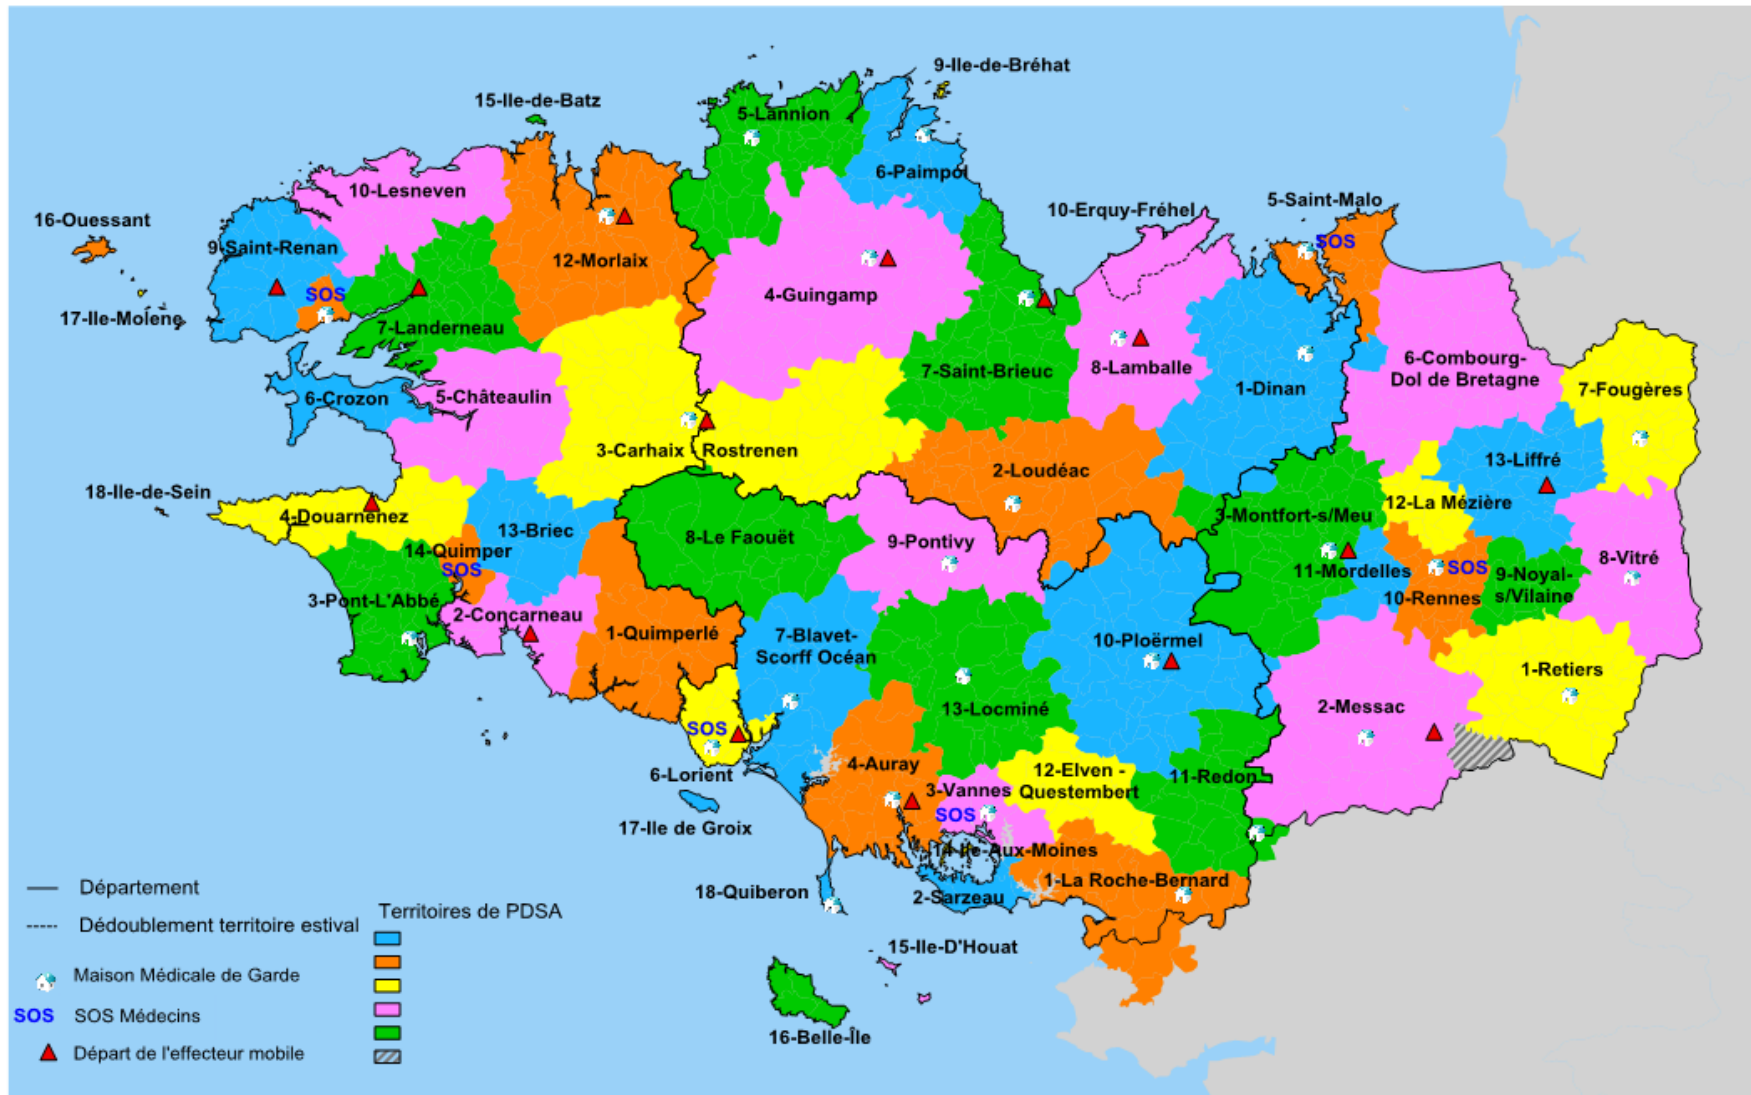 9-Ile-de-Bréhat
15-Ile-de-Batz
5-Lannion
6-Paimpol
10-Lesneven
5-Saint-Malo
10-Erquy-Fréhel
16-Ouessant
9-Saint-Renan
SOS
12-Morlaix
SOS
4-Guingamp
17-Ile-Molene
7-Landerneau
6-Combourg-
Dol de Bretagne
7-Saint-Brieuc
8-Lamballe
1-Dinan
7-Fougères
6-Crozon
5-Châteaulin
3-Carhaix
Rostrenen
2-Loudéac
13-Liffré
18-Ile-de-Sein
4-Douarnenez
12-La Mézière
3-Montfort-s/Meu
13-Briec
8-Le Faouët
9-Pontivy
14-Quimper
SOS
8-Vitré
11-Mordelles
SOS
9-Noyal-
s/Vilaine
10-Rennes
3-Pont-L'Abbé
2-Concarneau
1-Quimperlé
7-Blavet-
Scorff Océan
10-Ploërmel
1-Retiers
13-Locminé
2-Messac
SOS
6-Lorient
4-Auray
12-Elven -
Questembert
11-Redon
3-Vannes
SOS
17-Ile de Groix
14-Ile-Aux-Moines
1-La Roche-Bernard
18-Quiberon
2-Sarzeau
15-Ile-D'Houat
16-Belle-Île
Département
Dédoublement territoire estival
Maison Médicale de Garde
SOS SOS Médecins
Départ de l'effecteur mobile
Territoires de PDSA